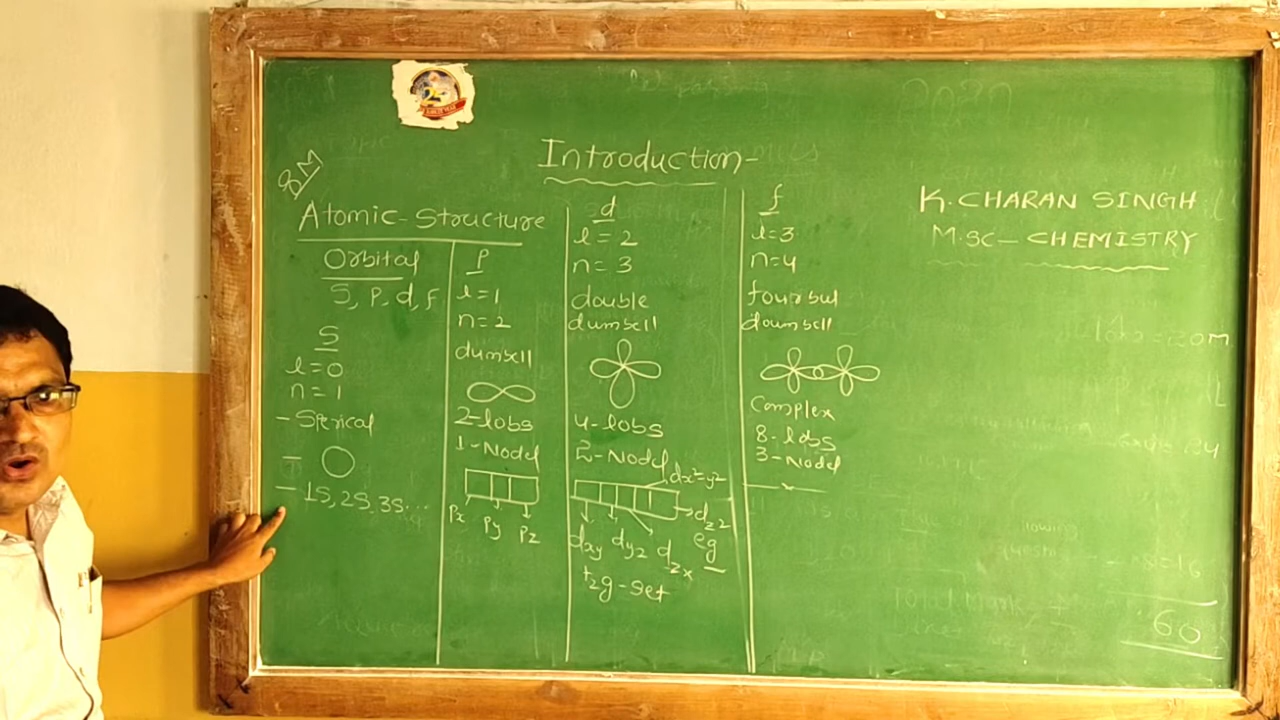 Introduction-
8M
Atomic-Structure
Orbital
S, P, d, f
S
l=0
n=1
- Sperical
- 1S, 2S, 3S...
P
l=1
n=2
dumbell
2-lobs
1-Nodel
Px Py Pz
d
l=2
n=3
double
dumbell
4-lobs
2-Nodel
dx²=y²
dz2
eg
dxy dyz dzx
t2g-set
f
l=3
n=4
fourbul
doumbell
Complex
8-lobs
3-Nodel
K.CHARAN SINGH
M.SC-CHEMISTRY
60